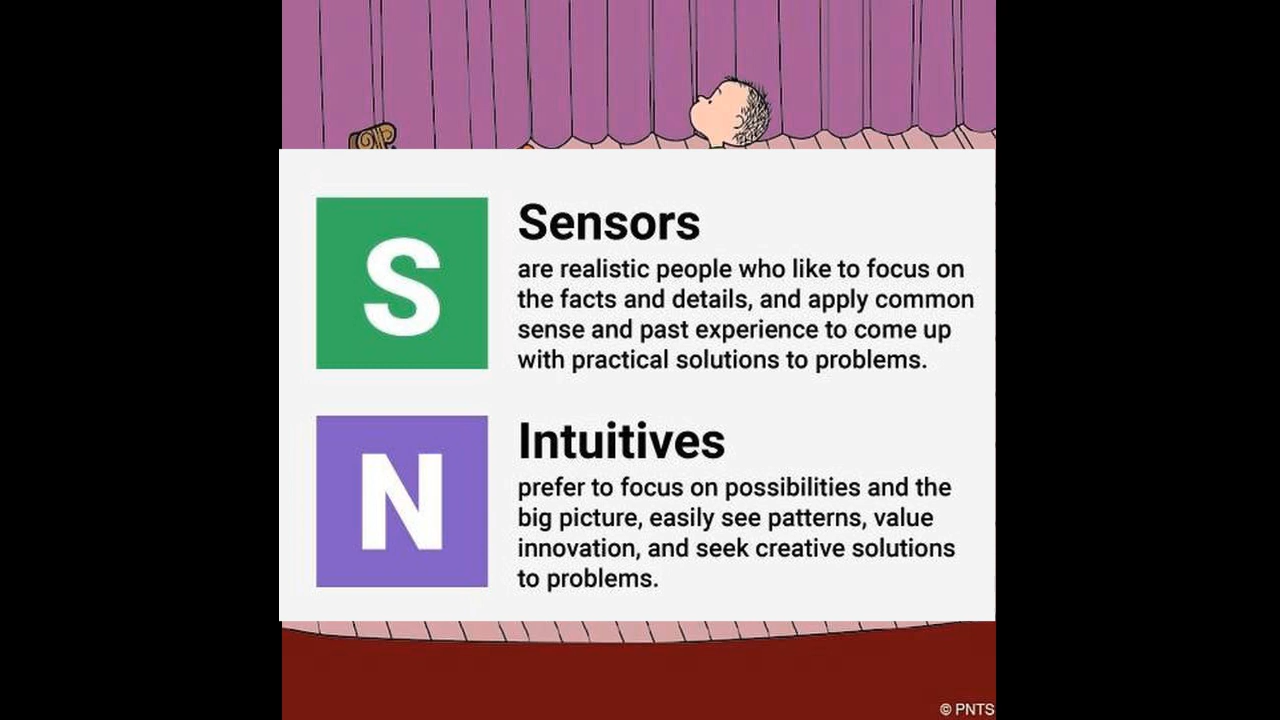 S
Sensors
are realistic people who like to focus on
the facts and details, and apply common
sense and past experience to come up
with practical solutions to problems.
N
Intuitives
prefer to focus on possibilities and the
big picture, easily see patterns, value
innovation, and seek creative solutions
to problems.
© PNTS